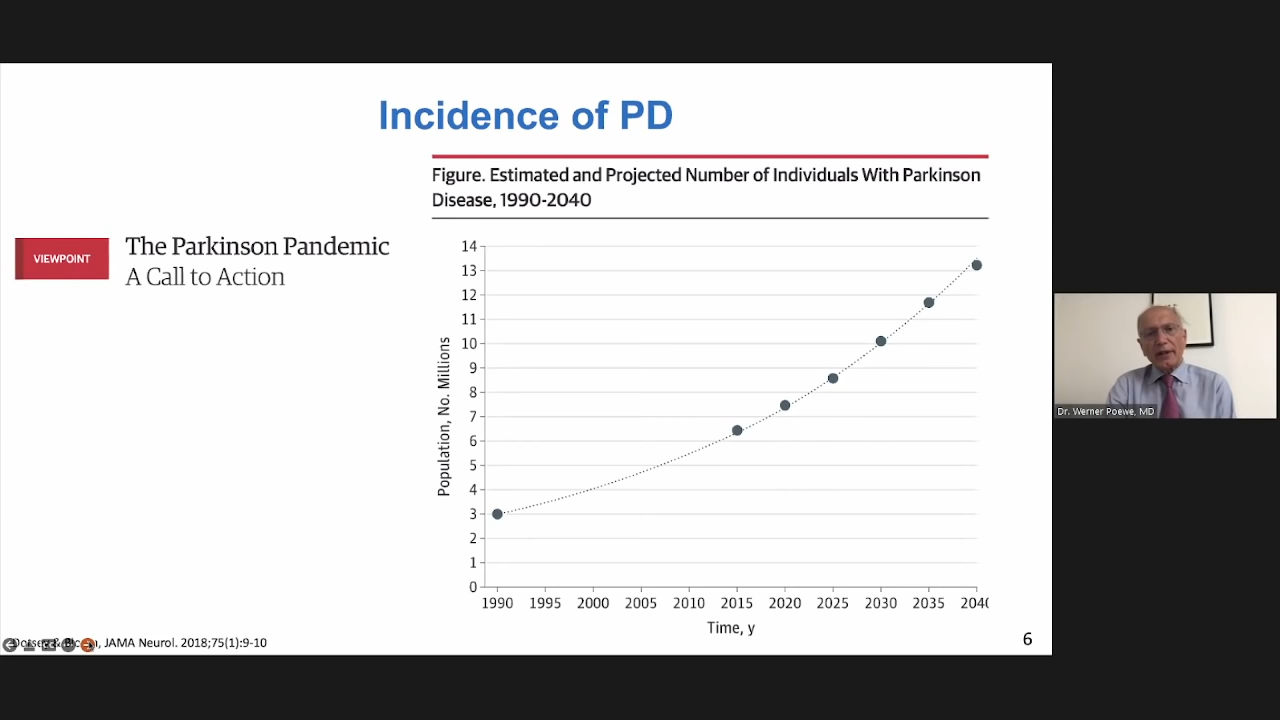 Incidence of PD
Figure. Estimated and Projected Number of Individuals With Parkinson
Disease, 1990-2040
VIEWPOINT
The Parkinson Pandemic
A Call to Action
Population, No. Millions
14
13
12
11
10
9
8
7
6
5
4
3
2
1
0
1990 1995 2000 2005 2010 2015 2020 2025 2030 2035 2040
Time, y
JAMA Neurol. 2018;75(1):9-10
6
Dr. Werner Poewe, MD